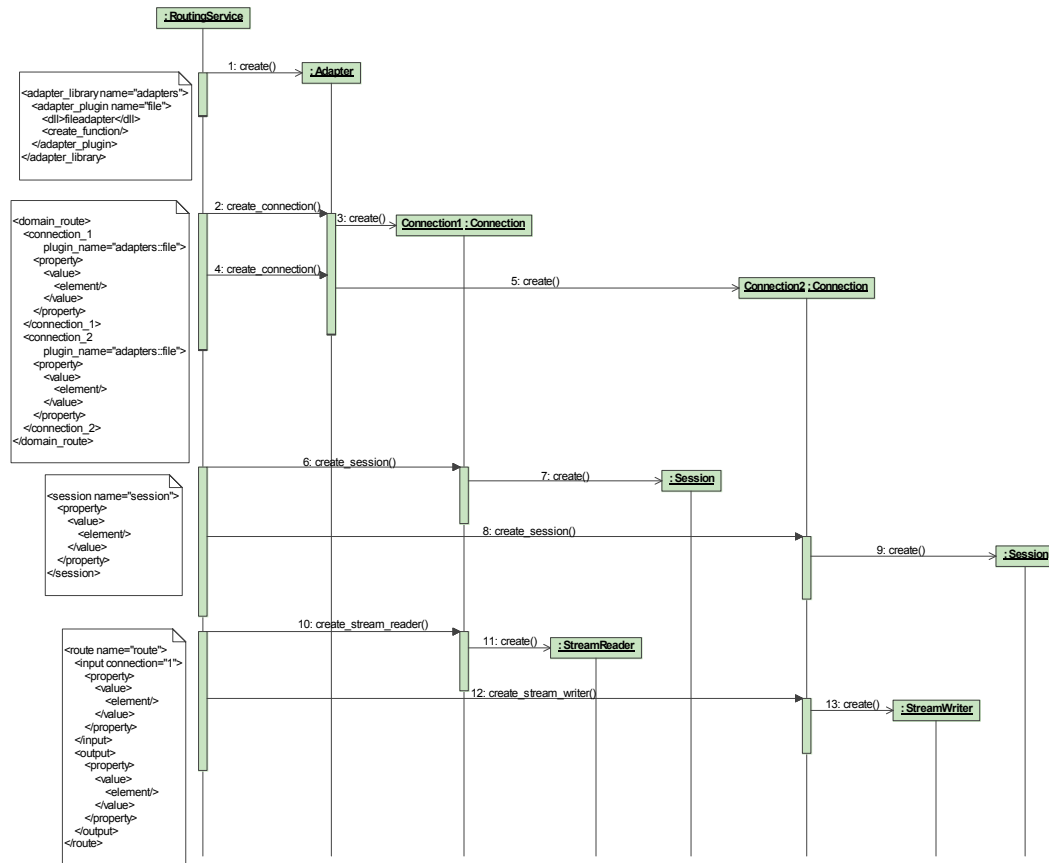 : RoutingService
1: create()
: Adapter
<adapter_library name="adapters">
<adapter_plugin name="file">
<dll>fileadapter</dll>
<create_function/>
</adapter_plugin>
</adapter_library>
2: create_connection()
3: create()
Connection1 : Connection
<domain_route>
<connection_1
plugin_name="adapters::file">
<property>
<value>
<element/>
</value>
</property>
</connection_1>
<connection_2
plugin_name="adapters::file">
<property>
<value>
<element/>
</value>
</property>
</connection_2>
</domain_route>
4: create_connection()
5: create()
Connection2 : Connection
6: create_session()
7: create()
: Session
<session name="session">
<property>
<value>
<element/>
</value>
</property>
</session>
8: create_session()
9: create()
: Session
10: create_stream_reader()
11: create()
: StreamReader
<route name="route">
<input connection="1">
<property>
<value>
<element/>
</value>
</property>
</input>
<output>
<property>
<value>
<element/>
</value>
</property>
</output>
</route>
12: create_stream_writer()
13: create()
: StreamWriter